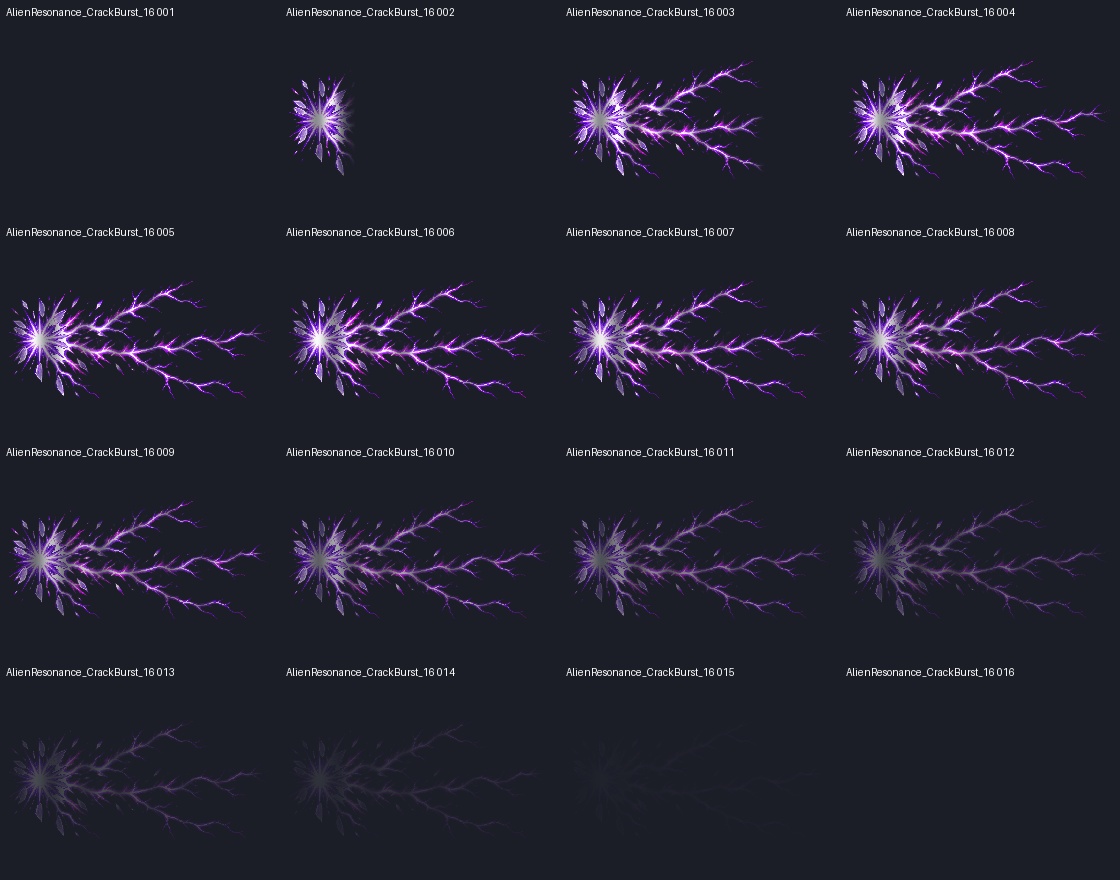 AlienResonance_CrackBurst_16 001
AlienResonance_CrackBurst_16 002
AlienResonance_CrackBurst_16 003
AlienResonance_CrackBurst_16 004
AlienResonance_CrackBurst_16 005
AlienResonance_CrackBurst_16 006
AlienResonance_CrackBurst_16 007
AlienResonance_CrackBurst_16 008
AlienResonance_CrackBurst_16 009
AlienResonance_CrackBurst_16 010
AlienResonance_CrackBurst_16 011
AlienResonance_CrackBurst_16 012
AlienResonance_CrackBurst_16 013
AlienResonance_CrackBurst_16 014
AlienResonance_CrackBurst_16 015
AlienResonance_CrackBurst_16 016